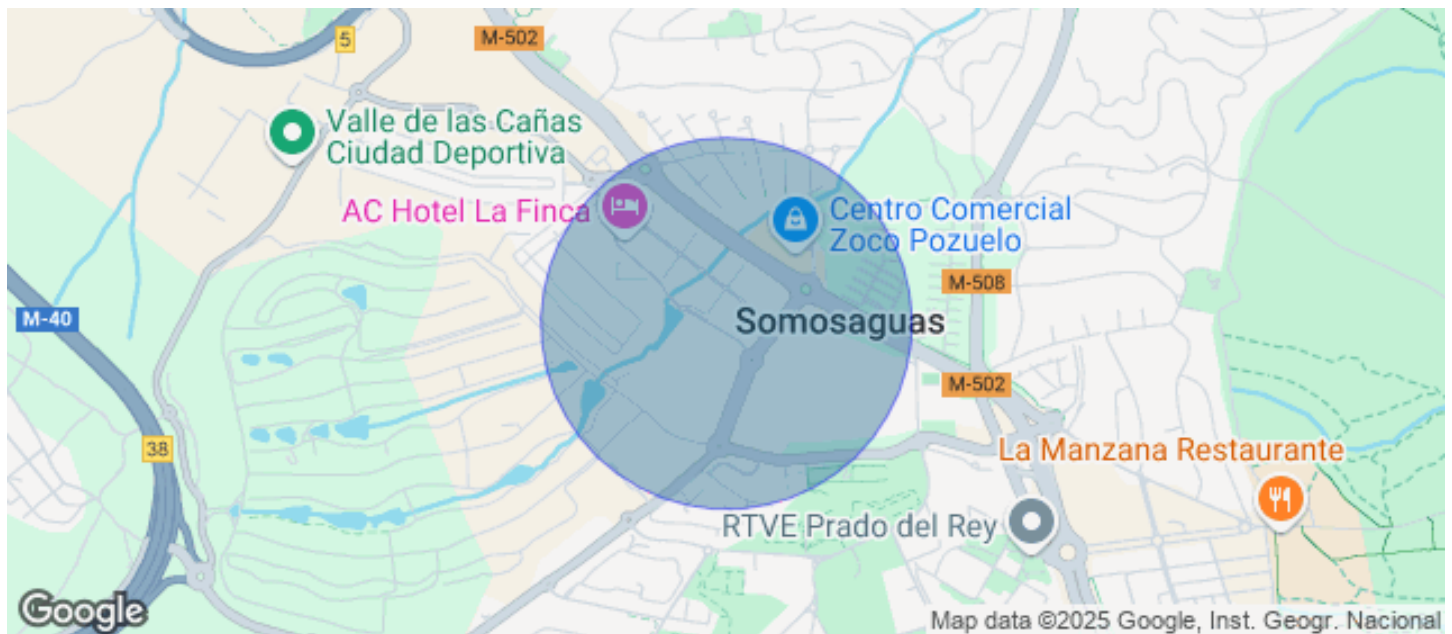 M-502
5
Valle de las Cañas
Ciudad Deportiva
AC Hotel La Finca
Centro Comercial
Zoco Pozuelo
M-508
M-40
Somosaguas
M-502
38
La Manzana Restaurante
RTVE Prado del Rey
Google
Map data ©2025 Google, Inst. Geogr. Nacional